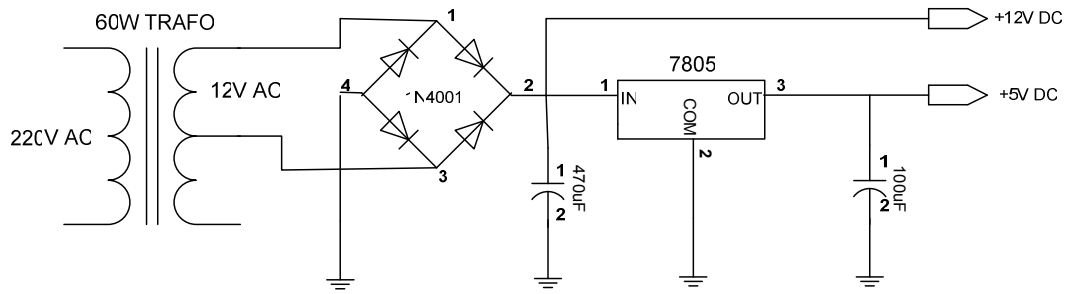 60W TRAFO
220V AC
12V AC
1
4
1N4001
2
3
+12V DC
7805
1
IN
COM
OUT
3
2
+5V DC
1
470uF
2
1
100uF
2